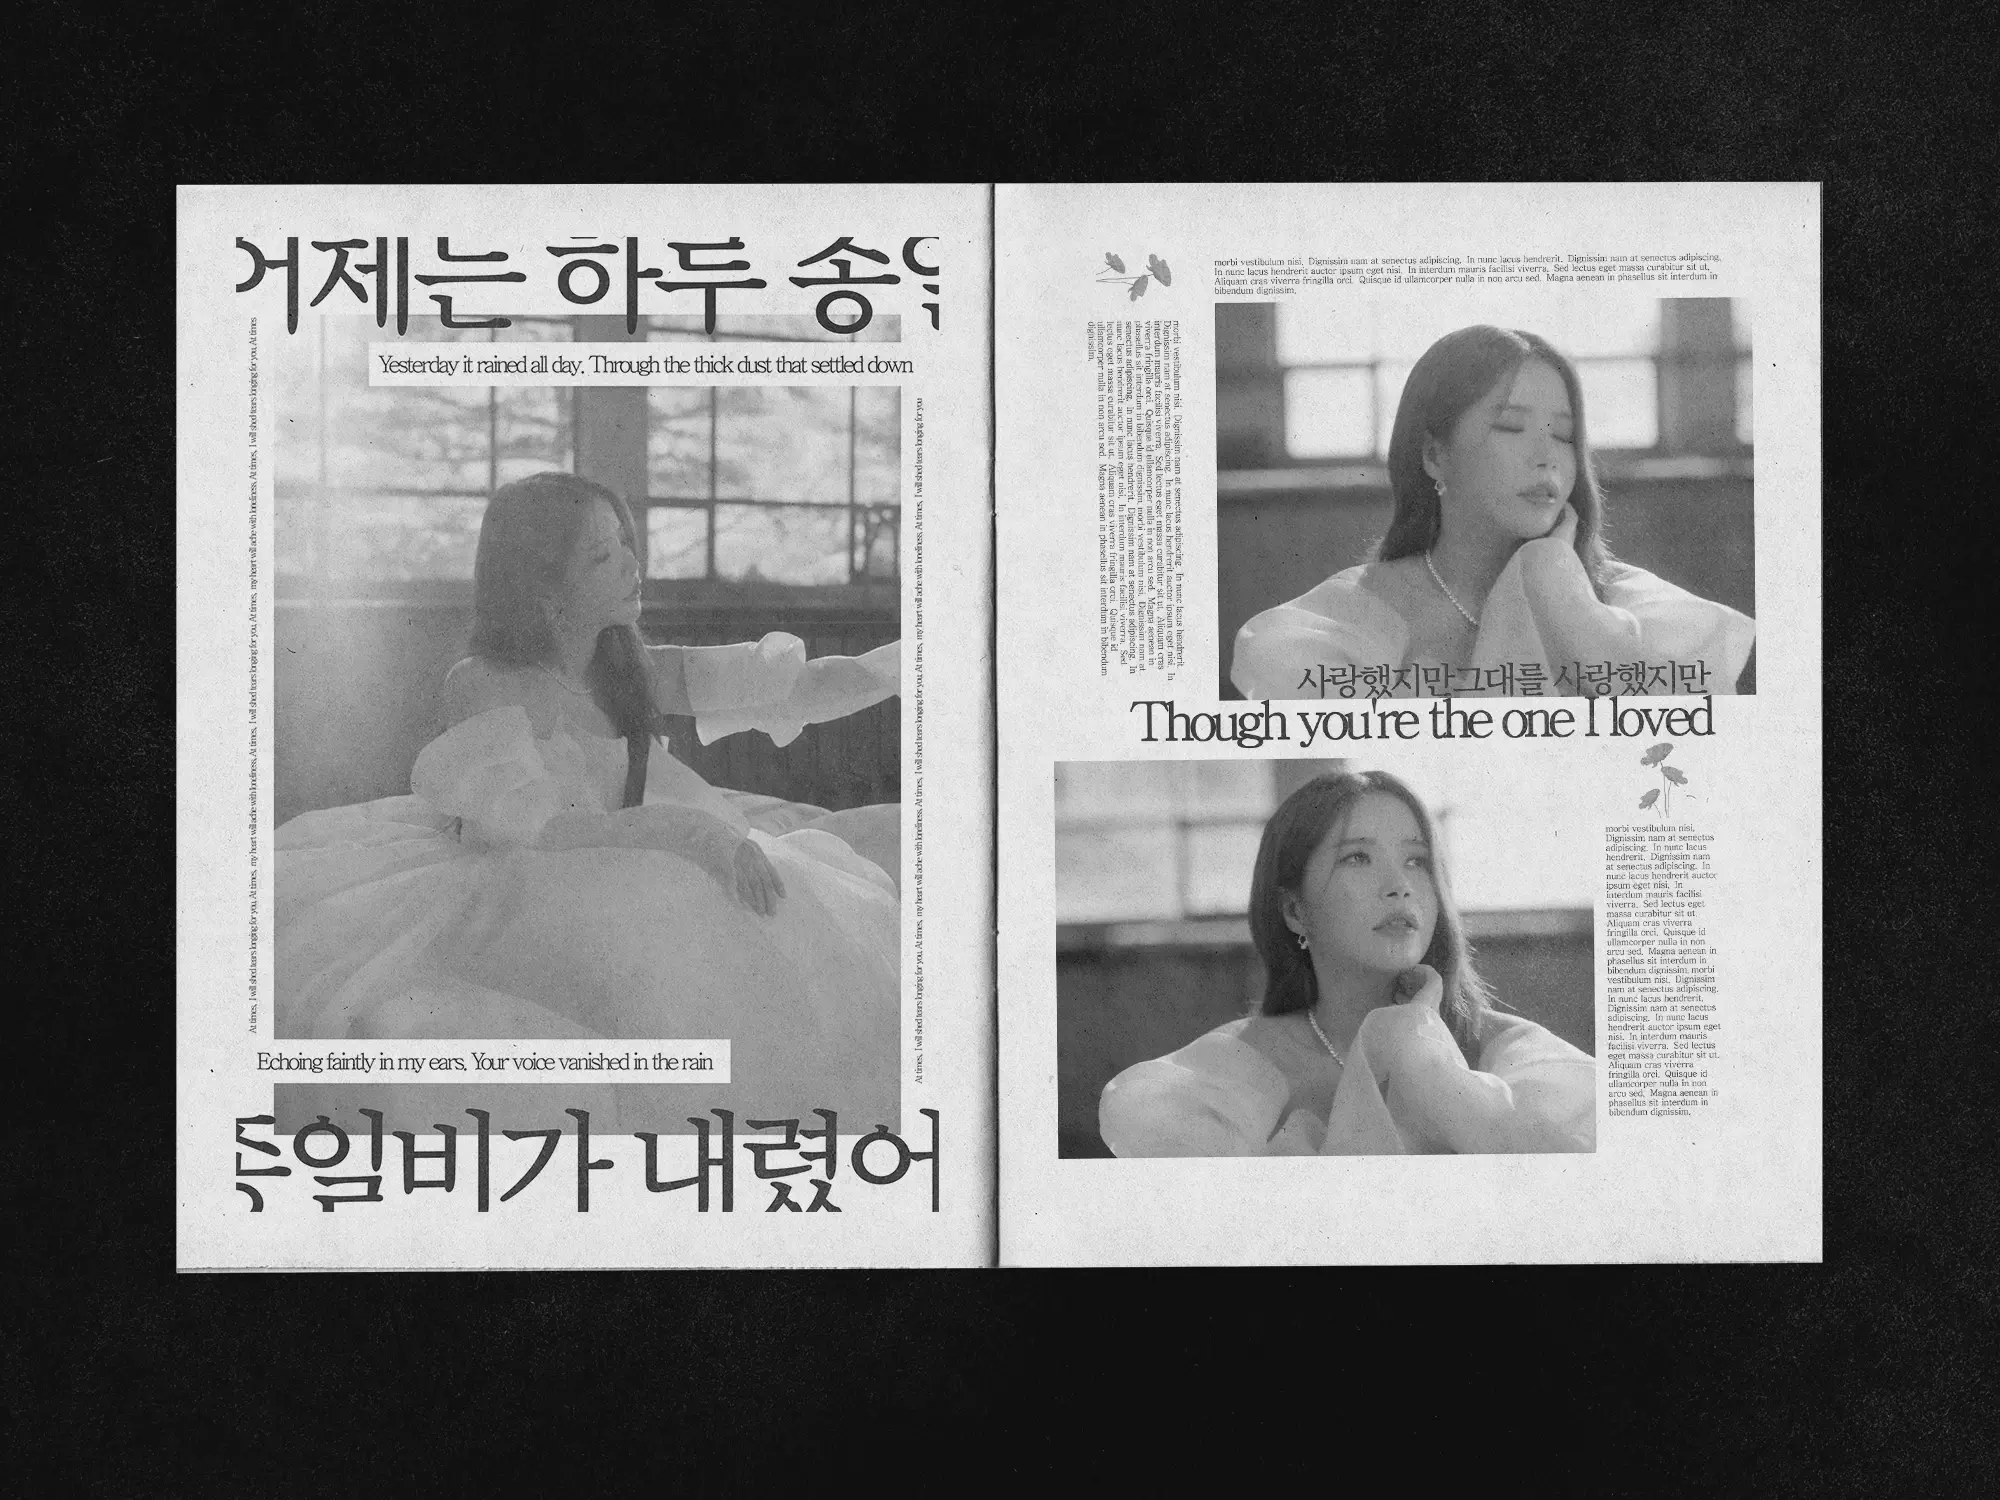 어제는 하루 종일
Yesterday it rained all day. Through the thick dust that settled down
At times, I will shed tears longing for you, At times, my heart will ache with loneliness, At times, I will shed tears longing for you, At times, my heart will ache with loneliness, At times, I will shed tears longing for you, At times
At times, I will shed tears longing for you, At times, my heart will ache with loneliness, At times, I will shed tears longing for you, At times, my heart will ache with loneliness, At times, I will shed tears longing for you
Echoing faintly in my ears, Your voice vanished in the rain
종일비가 내렸어
morbi vestibulum nisi. Dignissim nam at senectus adipiscing. In nunc lacus hendrerit. Dignissim nam at senectus adipiscing.
In nunc lacus hendrerit auctor ipsum eget nisi. In interdum mauris facilisi viverra. Sed lectus eget massa curabitur sit ut.
Aliquam cras viverra fringilla orci. Quisque id ullamcorper nulla in non arcu sed. Magna aenean in phasellus sit interdum in
bibendum dignissim.
morbi vestibulum nisi. Dignissim nam at senectus adipiscing. In nunc lacus hendrerit.
Dignissim nam at senectus adipiscing. In nunc lacus hendrerit auctor ipsum eget nisi. In
interdum mauris facilisi viverra. Sed lectus eget massa curabitur sit ut. Aliquam cras
viverra fringilla orci. Quisque id ullamcorper nulla in non arcu sed. Magna aenean in
phasellus sit interdum in bibendum dignissim. morbi vestibulum nisi. Dignissim nam at
senectus adipiscing. In nunc lacus hendrerit. Dignissim nam at senectus adipiscing. In
nunc lacus hendrerit auctor ipsum eget nisi. In interdum mauris facilisi viverra. Sed
lectus eget massa curabitur sit ut. Aliquam cras viverra fringilla orci. Quisque id
ullamcorper nulla in non arcu sed. Magna aenean in phasellus sit interdum in bibendum
dignissim.
사랑했지만그대를 사랑했지만
Though you're the one I loved
morbi vestibulum nisi.
Dignissim nam at senectus
adipiscing. In nunc lacus
hendrerit. Dignissim nam
at senectus adipiscing. In
nunc lacus hendrerit auctor
ipsum eget nisi. In
interdum mauris facilisi
viverra. Sed lectus eget
massa curabitur sit ut.
Aliquam cras viverra
fringilla orci. Quisque id
ullamcorper nulla in non
arcu sed. Magna aenean in
phasellus sit interdum in
bibendum dignissim. morbi
vestibulum nisi. Dignissim
nam at senectus adipiscing.
In nunc lacus hendrerit.
Dignissim nam at senectus
adipiscing. In nunc lacus
hendrerit auctor ipsum eget
nisi. In interdum mauris
facilisi viverra. Sed lectus
eget massa curabitur sit ut.
Aliquam cras viverra
fringilla orci. Quisque id
ullamcorper nulla in non
arcu sed. Magna aenean in
phasellus sit interdum in
bibendum dignissim.